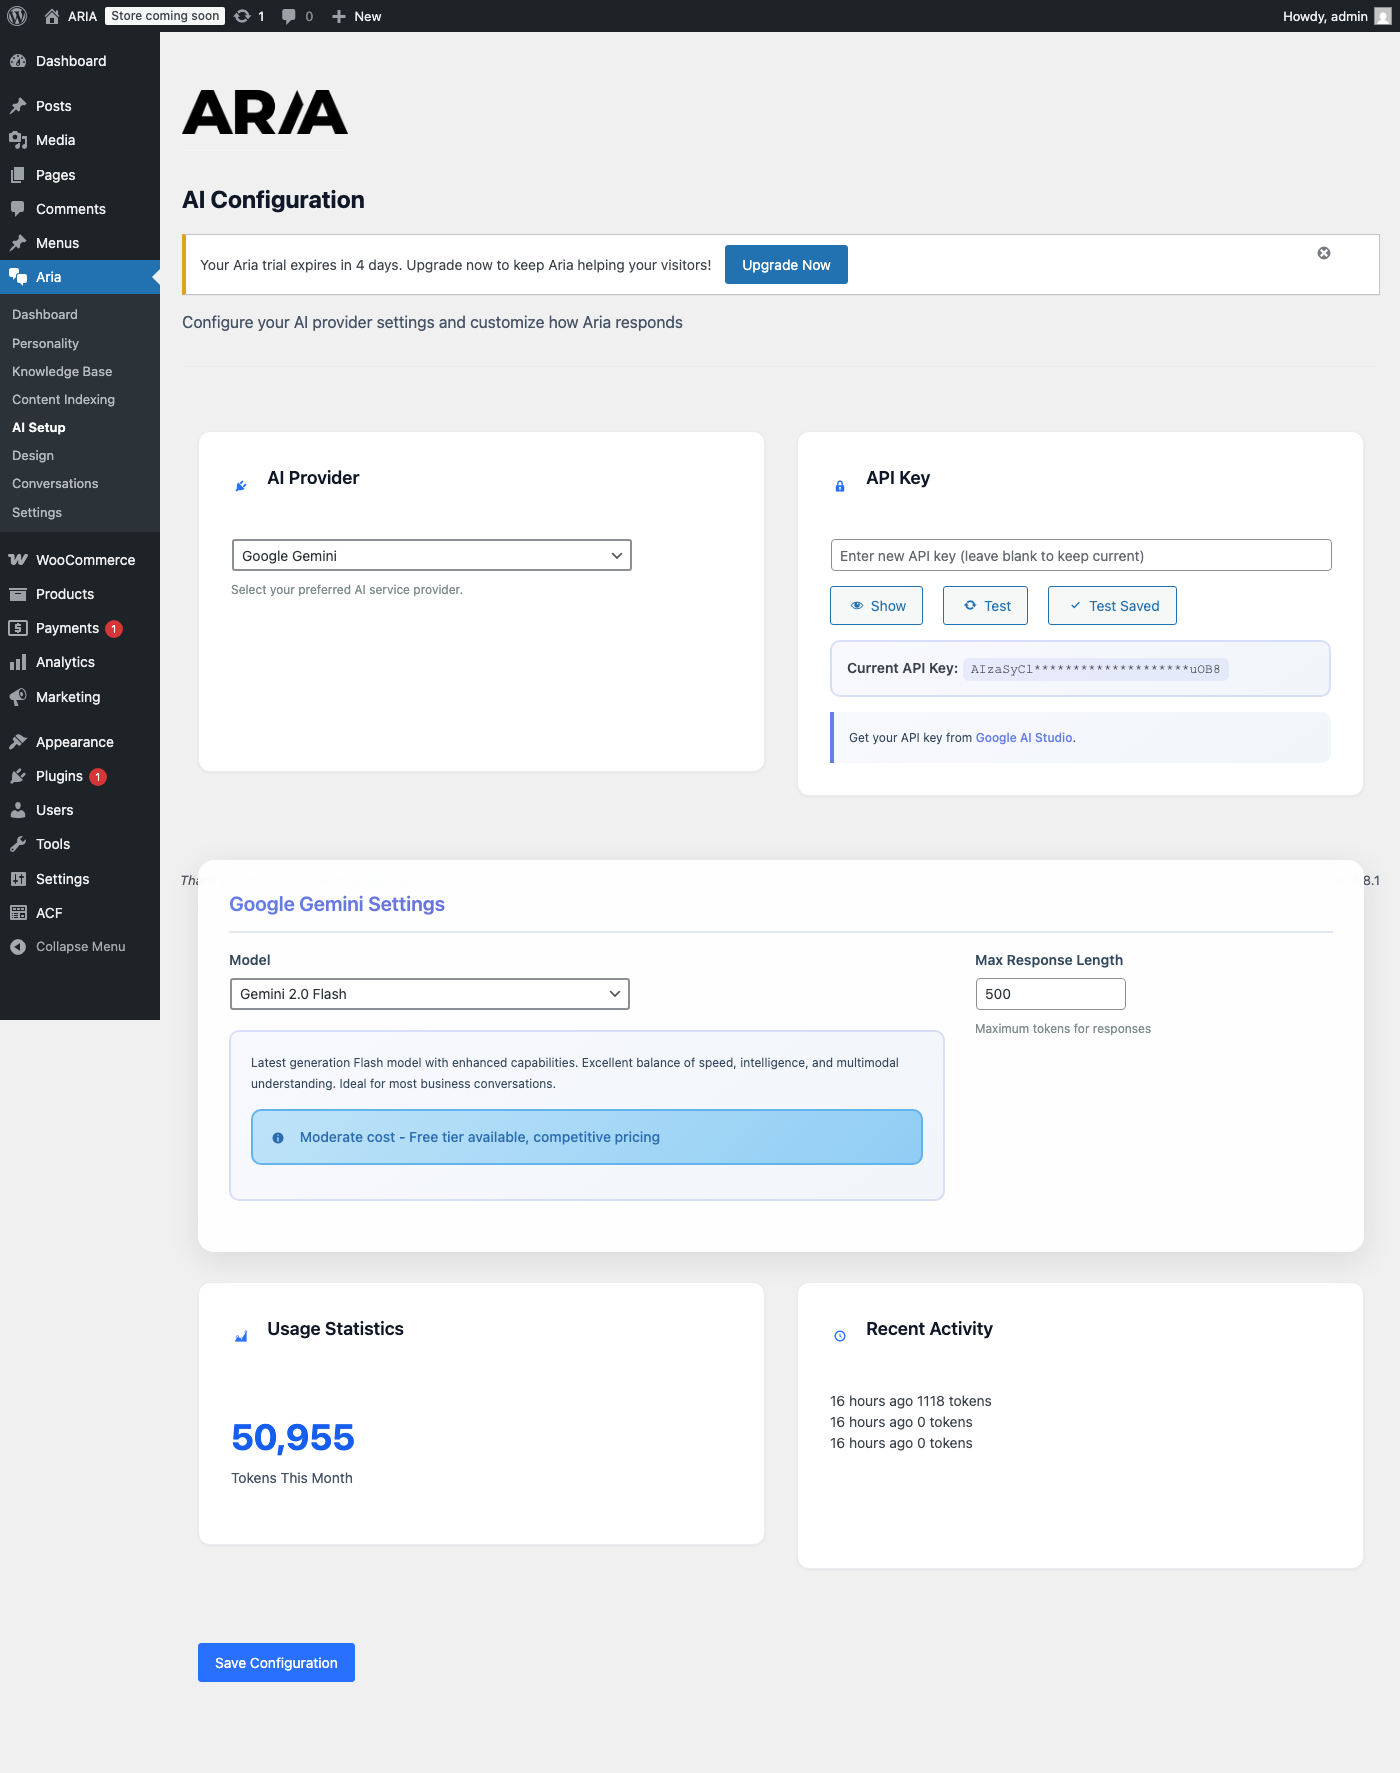 ARIA
Store coming soon
1
0
New
Howdy, admin
Dashboard
Posts
Media
Pages
Comments
Menus
Aria
Dashboard
Personality
Knowledge Base
Content Indexing
AI Setup
Design
Conversations
Settings
WooCommerce
Products
Payments 1
Analytics
Marketing
Appearance
Plugins 1
Users
Tools
Settings
ACF
Collapse Menu
ARIA
AI Configuration
Your Aria trial expires in 4 days. Upgrade now to keep Aria helping your visitors!
Upgrade Now
Configure your AI provider settings and customize how Aria responds
AI Provider
Google Gemini
Select your preferred AI service provider.
API Key
Enter new API key (leave blank to keep current)
Show
Test
Test Saved
Current API Key: AIzaSyCl********************uOB8
Get your API key from Google AI Studio.
8.1
Google Gemini Settings
Model
Gemini 2.0 Flash
Latest generation Flash model with enhanced capabilities. Excellent balance of speed, intelligence, and multimodal
understanding. Ideal for most business conversations.
Moderate cost - Free tier available, competitive pricing
Max Response Length
500
Maximum tokens for responses
Usage Statistics
50,955
Tokens This Month
Recent Activity
16 hours ago 1118 tokens
16 hours ago 0 tokens
16 hours ago 0 tokens
Save Configuration